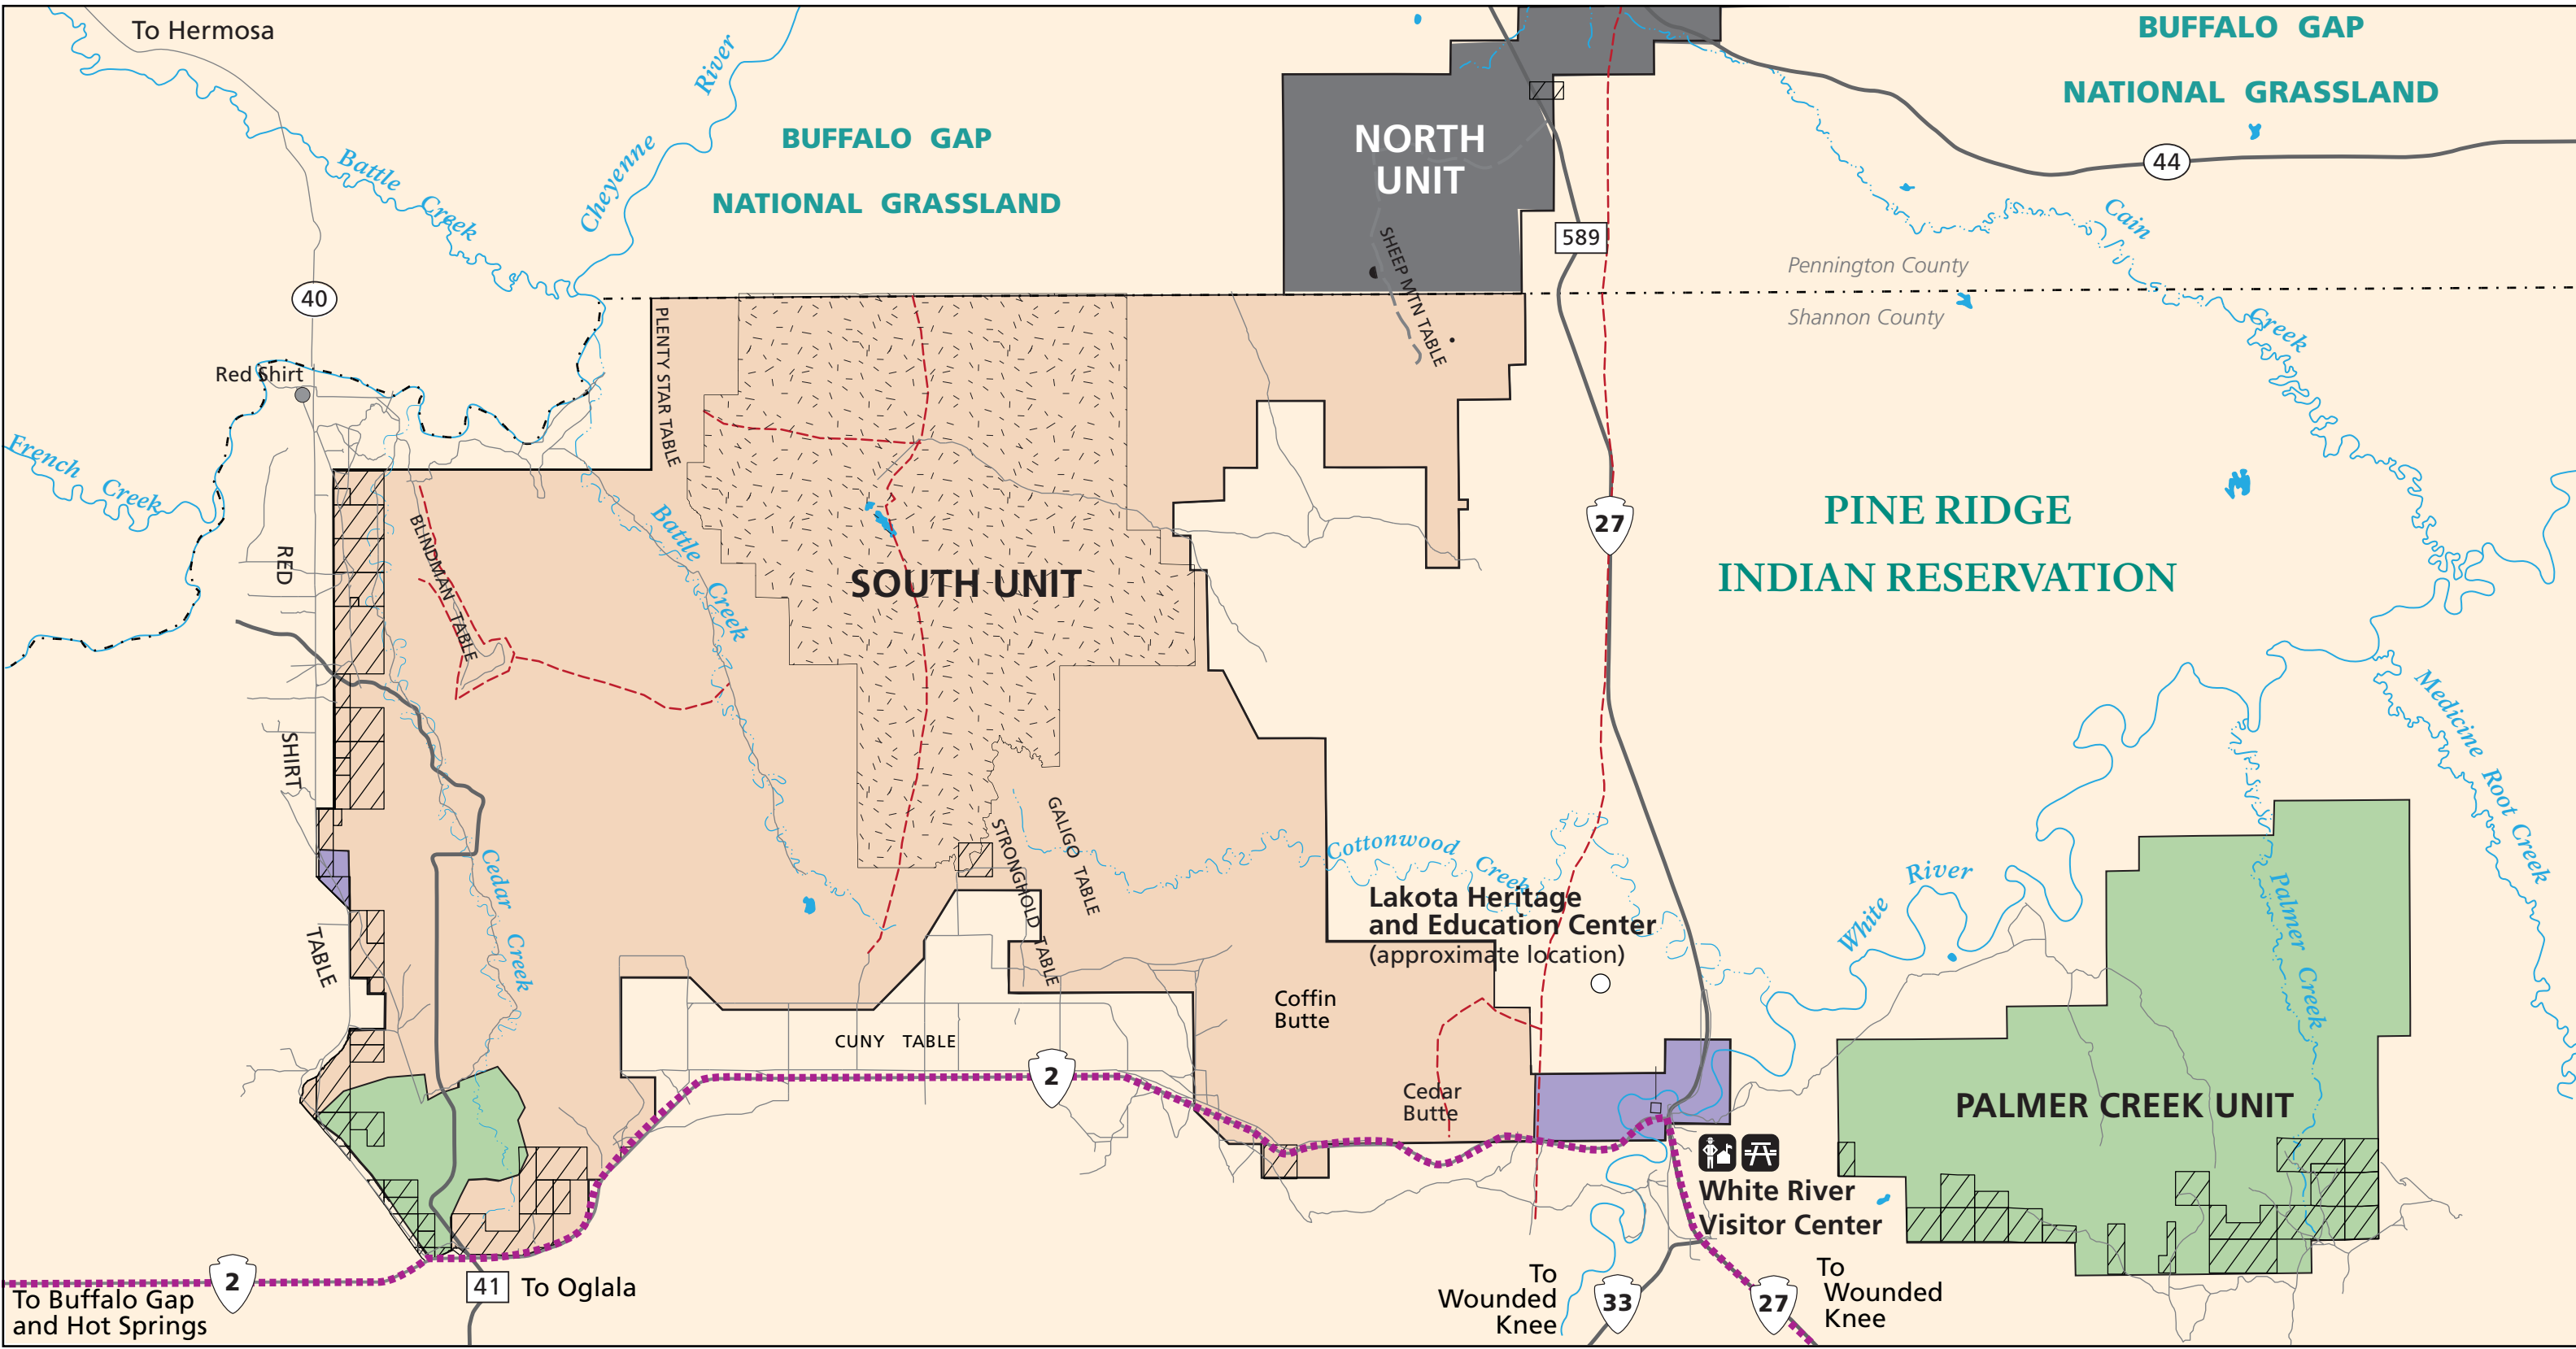 To Hermosa
BUFFALO GAP
NATIONAL GRASSLAND
Cheyenne River
BUFFALO GAP
NATIONAL GRASSLAND
Battle Creek
NORTH
UNIT
44
589
Cain Creek
SHEEP MTN TABLE
Pennington County
Shannon County
40
Red Shirt
PLENTY STAR TABLE
French Creek
27
PINE RIDGE
INDIAN RESERVATION
Battle Creek
BLINDMAN TABLE
SOUTH UNIT
RED SHIRT TABLE
Medicine Root Creek
Cedar Creek
GALIGO TABLE
STRONGHOLD TABLE
Cottonwood Creek
Lakota Heritage
and Education Center
(approximate location)
White River
Palmer Creek
Coffin
Butte
CUNY TABLE
2
Cedar
Butte
PALMER CREEK UNIT
White River
Visitor Center
2
To Buffalo Gap
and Hot Springs
41
To Oglala
To
Wounded
Knee
33
27
To
Wounded
Knee